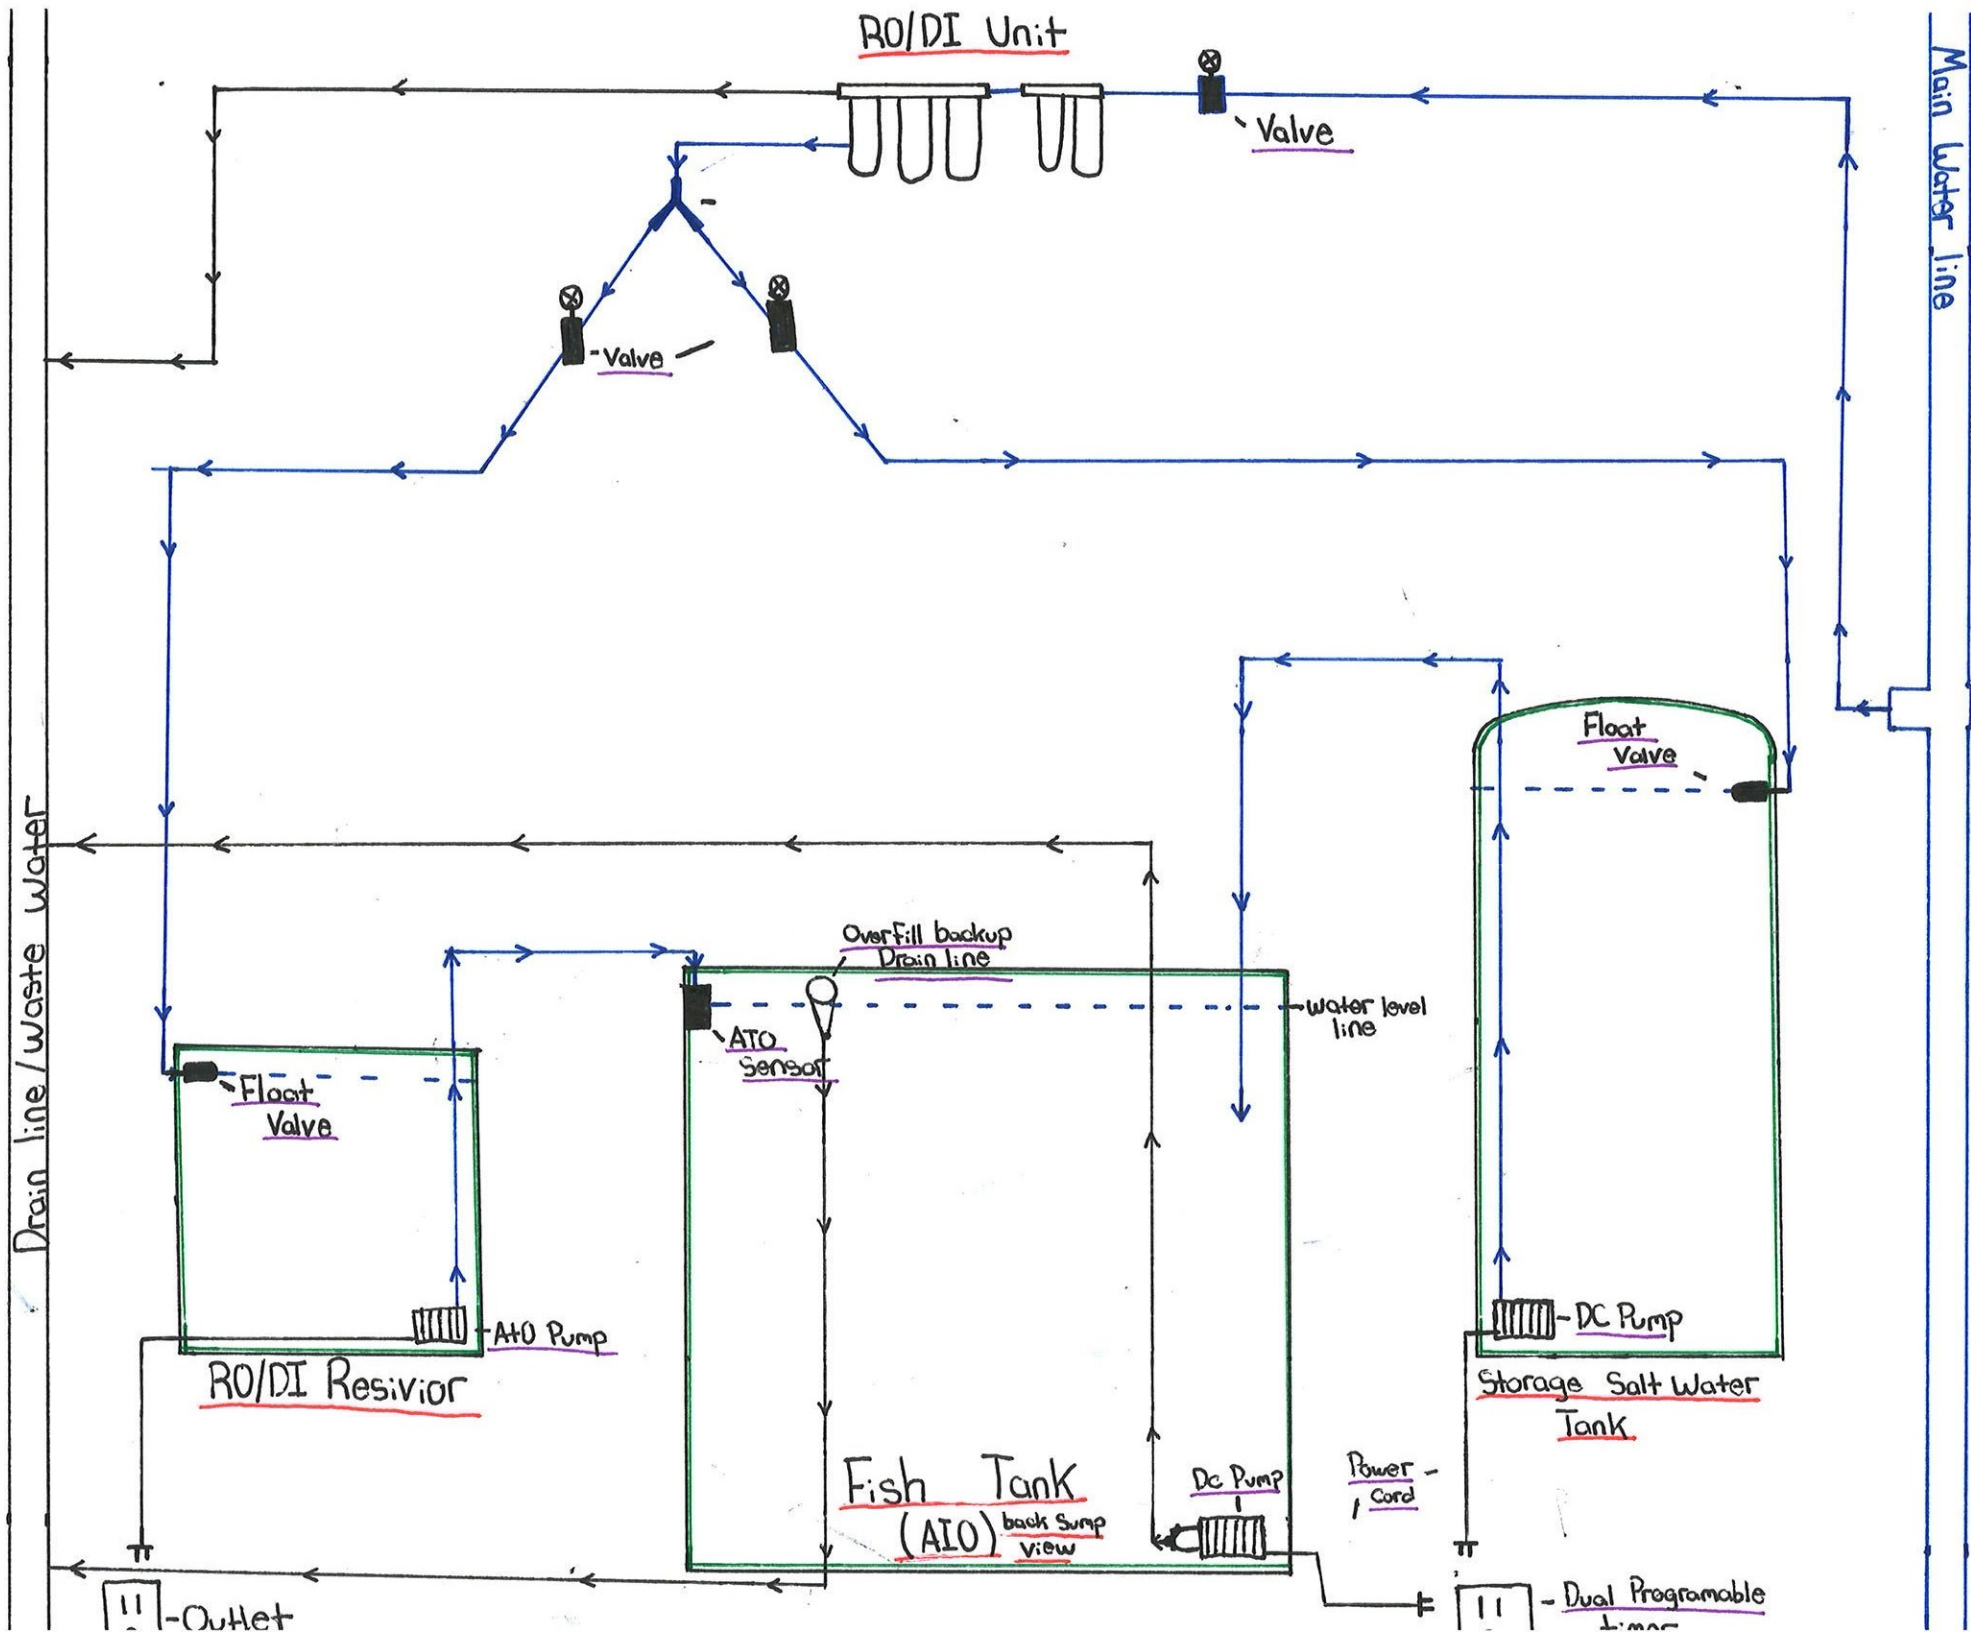 RO/DI Unit
Valve
Main Water line
Valve
Float
Valve
Drain line/waste water
Overfill backup
Drain line
water level
line
ATO
Sensor
Float
Valve
DC Pump
AtO Pump
RO/DI Resivior
Storage Salt Water
Tank
Fish Tank
(AIO) back Sump
view
Dc Pump
Power
Cord
Outlet
Dual Programable
timer